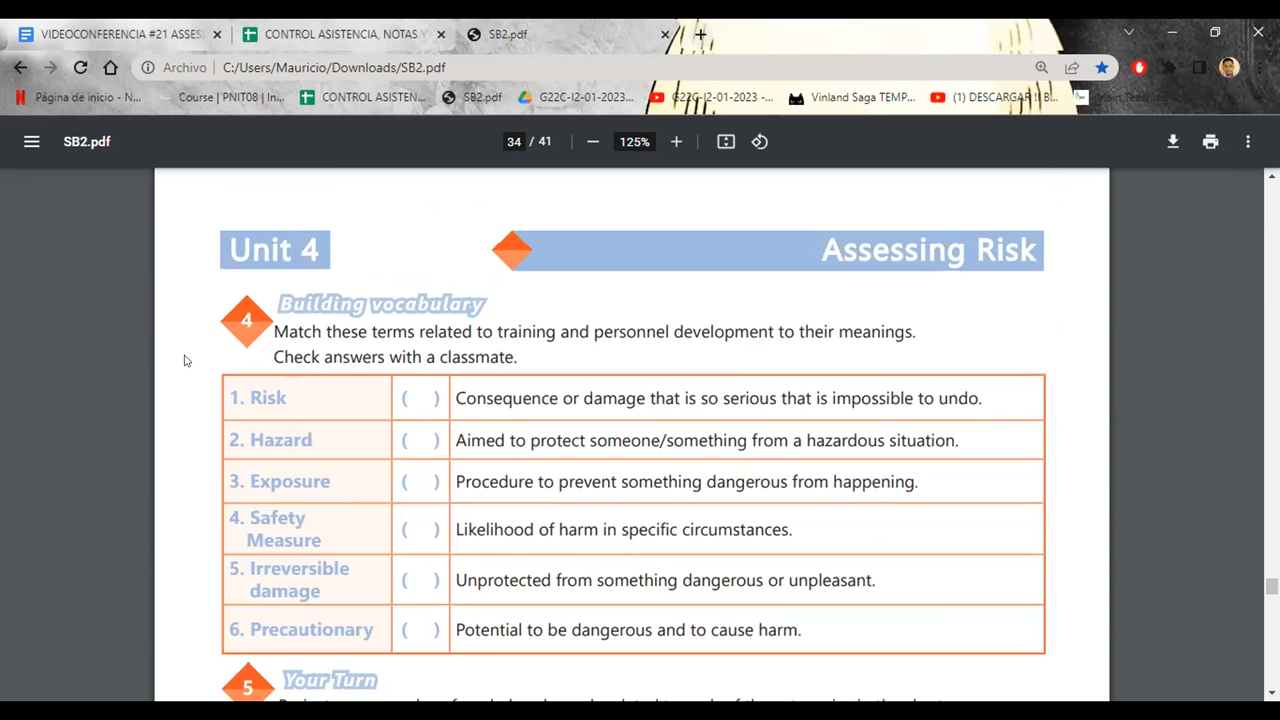 VIDEOCONFERENCIA #21 ASSES
CONTROL ASISTENCIA, NOTAS Y
SB2.pdf
Archivo
C:/Users/Mauricio/Downloads/SB2.pdf
Página de inicio - N...
Course | PNIT08 | In...
CONTROL ASISTEN...
SB2.pdf
G22C-I2-01-2023...
G22C-I2-01-2023 -...
Vinland Saga TEMP...
(1) DESCARGAR !! B...
SB2.pdf
34 / 41
125%
Unit 4
Assessing Risk
4
Building vocabulary
Match these terms related to training and personnel development to their meanings.
Check answers with a classmate.
1. Risk ( ) Consequence or damage that is so serious that is impossible to undo.
2. Hazard ( ) Aimed to protect someone/something from a hazardous situation.
3. Exposure ( ) Procedure to prevent something dangerous from happening.
4. Safety
Measure ( ) Likelihood of harm in specific circumstances.
5. Irreversible
damage ( ) Unprotected from something dangerous or unpleasant.
6. Precautionary ( ) Potential to be dangerous and to cause harm.
5
Your Turn